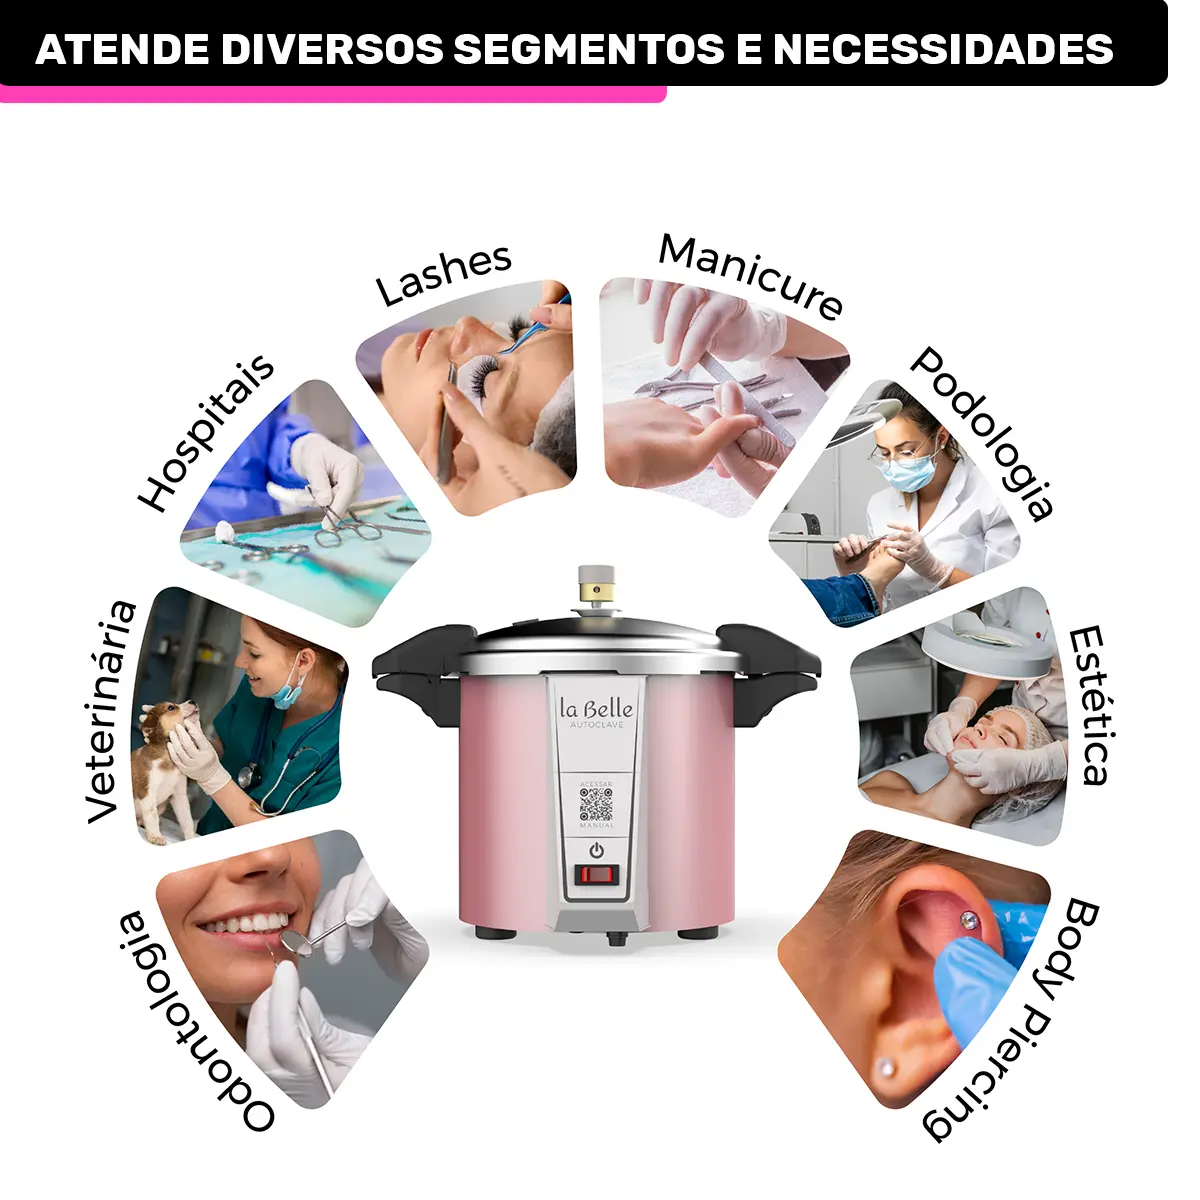 ATENDE DIVERSOS SEGMENTOS E NECESSIDADES
Lashes
Manicure
Hospitais
Podologia
Veterinária
Estética
Odontologia
Body Piercing
la Belle
AUTOCLAVE
ACESSAR
MANUAL